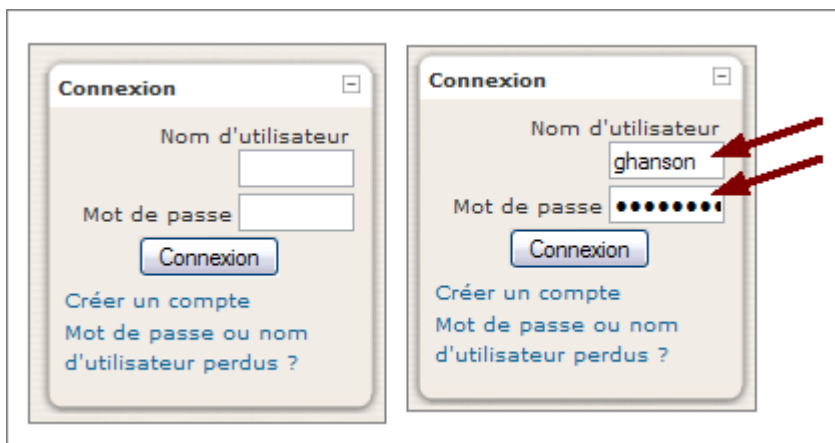 Connexion
Nom d'utilisateur
Mot de passe
Connexion
Créer un compte
Mot de passe ou nom
d'utilisateur perdus ?
Connexion
Nom d'utilisateur
ghanson
Mot de passe ••••••••
Connexion
Créer un compte
Mot de passe ou nom
d'utilisateur perdus ?